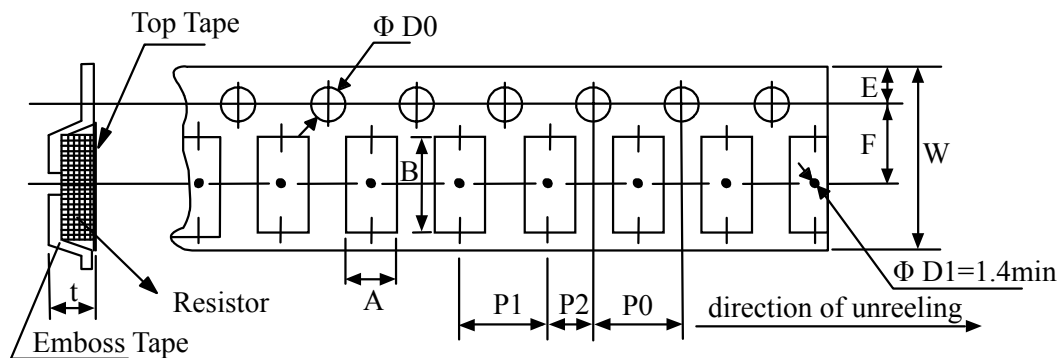 Top Tape
Φ D0
E
F
W
B
Φ D1=1.4min
t
Resistor
A
P1
P2
P0
direction of unreeling
Emboss Tape